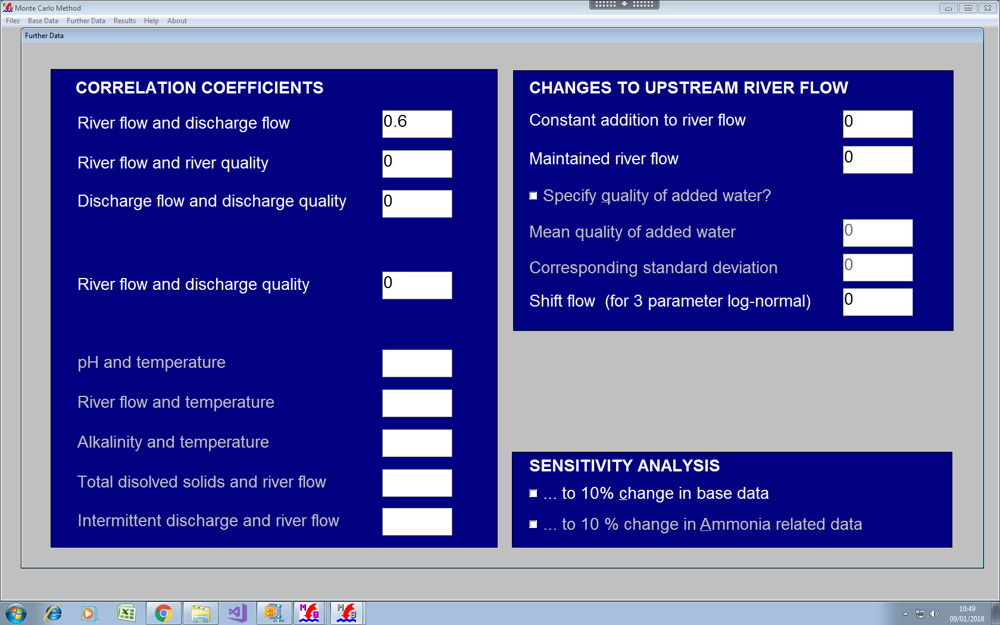 Monte Carlo Method
Files Base Data Further Data Results Help About
Further Data
CORRELATION COEFFICIENTS
River flow and discharge flow 0.6
River flow and river quality 0
Discharge flow and discharge quality 0
River flow and discharge quality 0
pH and temperature
River flow and temperature
Alkalinity and temperature
Total disolved solids and river flow
Intermittent discharge and river flow
CHANGES TO UPSTREAM RIVER FLOW
Constant addition to river flow 0
Maintained river flow 0
Specify quality of added water?
Mean quality of added water 0
Corresponding standard deviation 0
Shift flow (for 3 parameter log-normal) 0
SENSITIVITY ANALYSIS
... to 10% change in base data
... to 10 % change in Ammonia related data
M B
M B
10:49
09/01/2018